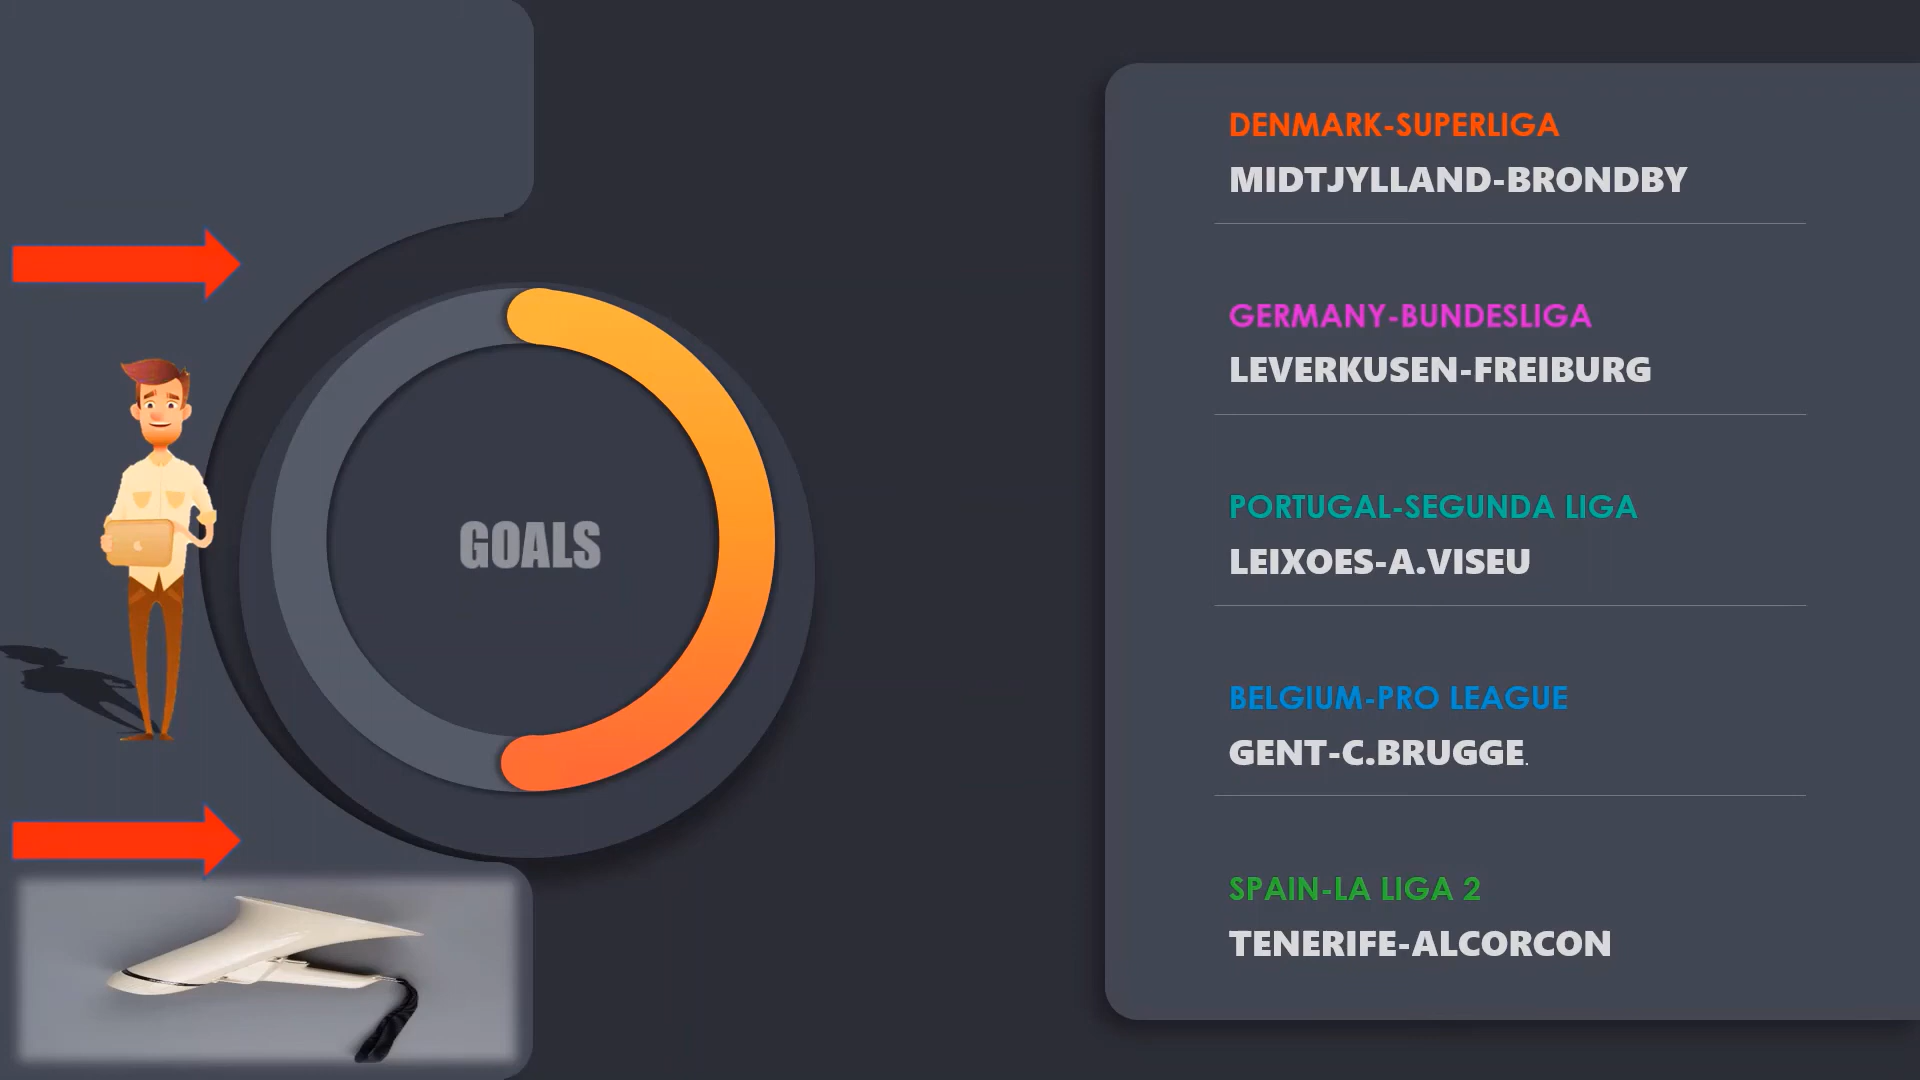 GOALS
DENMARK-SUPERLIGA
MIDTJYLLAND-BRONDBY
GERMANY-BUNDESLIGA
LEVERKUSEN-FREIBURG
PORTUGAL-SEGUNDA LIGA
LEIXOES-A.VISEU
BELGIUM-PRO LEAGUE
GENT-C.BRUGGE.
SPAIN-LA LIGA 2
TENERIFE-ALCORCON